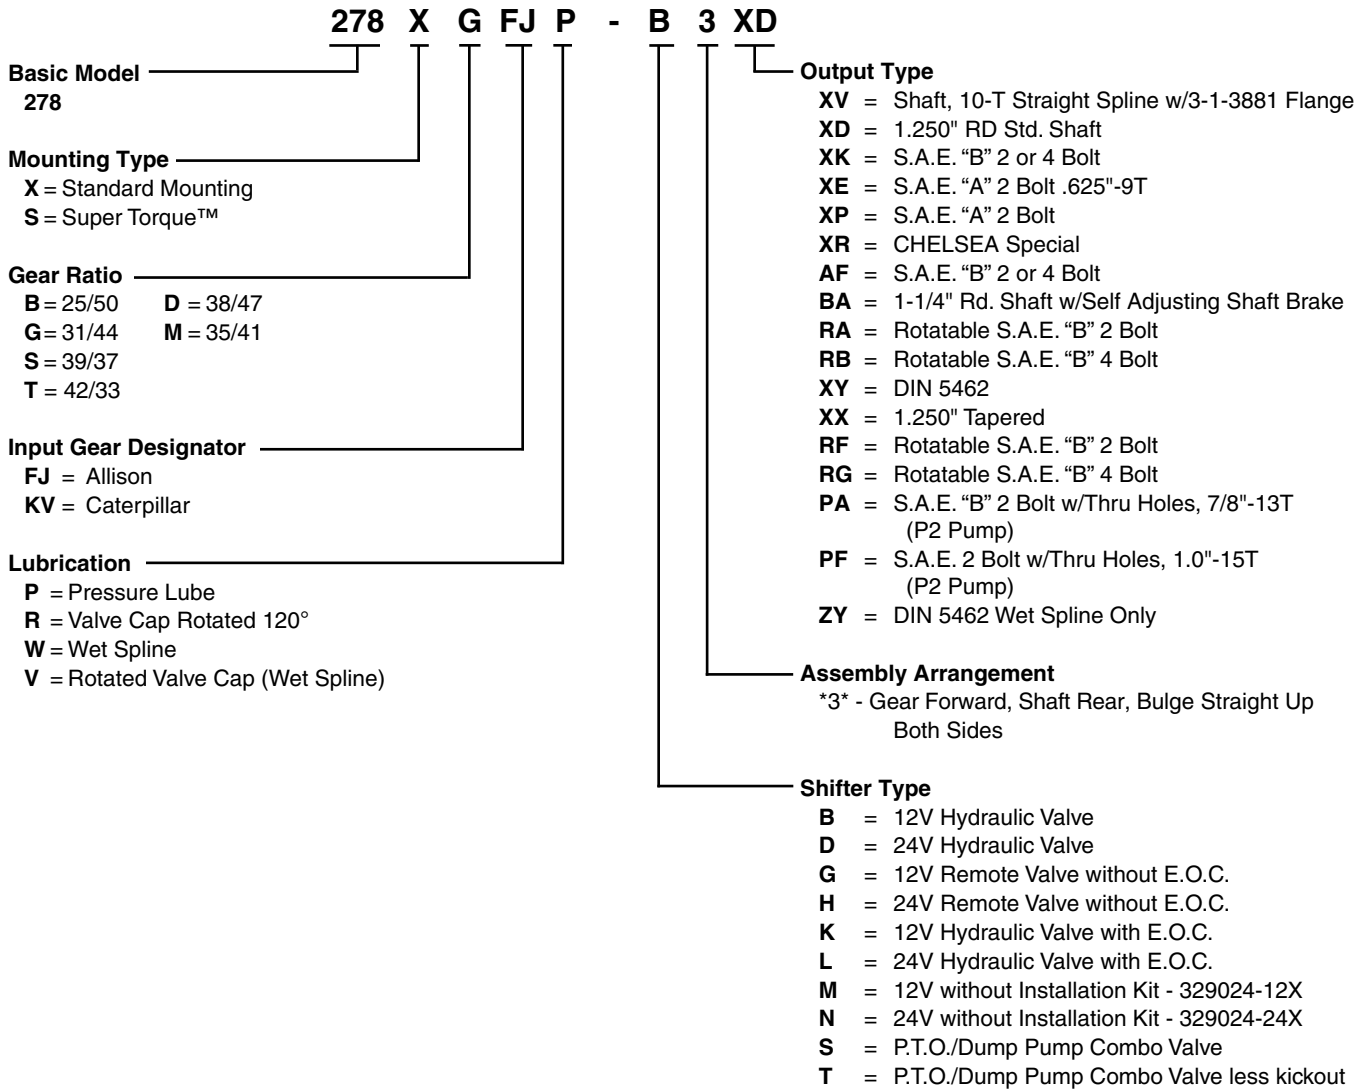 278 X G FJ P - B 3 XD
Basic Model
278
Mounting Type
X = Standard Mounting
S = Super Torque™
Gear Ratio
B = 25/50 D = 38/47
G = 31/44 M = 35/41
S = 39/37
T = 42/33
Input Gear Designator
FJ = Allison
KV = Caterpillar
Lubrication
P = Pressure Lube
R = Valve Cap Rotated 120°
W = Wet Spline
V = Rotated Valve Cap (Wet Spline)
Output Type
XV = Shaft, 10-T Straight Spline w/3-1-3881 Flange
XD = 1.250" RD Std. Shaft
XK = S.A.E. “B” 2 or 4 Bolt
XE = S.A.E. “A” 2 Bolt .625"-9T
XP = S.A.E. “A” 2 Bolt
XR = CHELSEA Special
AF = S.A.E. “B” 2 or 4 Bolt
BA = 1-1/4" Rd. Shaft w/Self Adjusting Shaft Brake
RA = Rotatable S.A.E. “B” 2 Bolt
RB = Rotatable S.A.E. “B” 4 Bolt
XY = DIN 5462
XX = 1.250" Tapered
RF = Rotatable S.A.E. “B” 2 Bolt
RG = Rotatable S.A.E. “B” 4 Bolt
PA = S.A.E. “B” 2 Bolt w/Thru Holes, 7/8"-13T
(P2 Pump)
PF = S.A.E. 2 Bolt w/Thru Holes, 1.0"-15T
(P2 Pump)
ZY = DIN 5462 Wet Spline Only
Assembly Arrangement
*3* - Gear Forward, Shaft Rear, Bulge Straight Up
Both Sides
Shifter Type
B = 12V Hydraulic Valve
D = 24V Hydraulic Valve
G = 12V Remote Valve without E.O.C.
H = 24V Remote Valve without E.O.C.
K = 12V Hydraulic Valve with E.O.C.
L = 24V Hydraulic Valve with E.O.C.
M = 12V without Installation Kit - 329024-12X
N = 24V without Installation Kit - 329024-24X
S = P.T.O./Dump Pump Combo Valve
T = P.T.O./Dump Pump Combo Valve less kickout